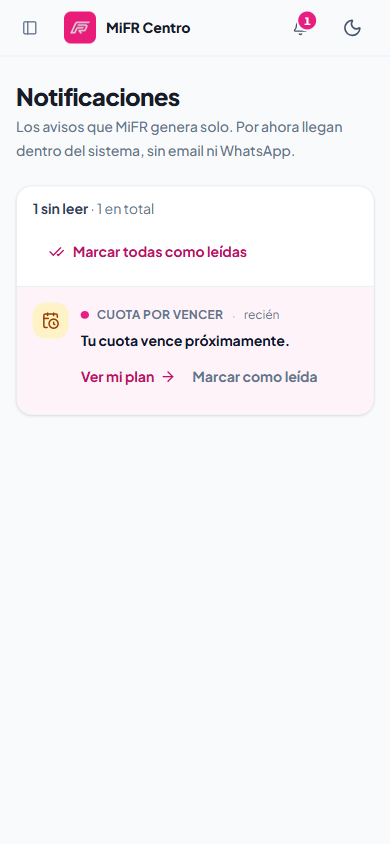 MiFR Centro
1
Notificaciones
Los avisos que MiFR genera solo. Por ahora llegan
dentro del sistema, sin email ni WhatsApp.
1 sin leer · 1 en total
Marcar todas como leídas
CUOTA POR VENCER · recién
Tu cuota vence próximamente.
Ver mi plan → Marcar como leída